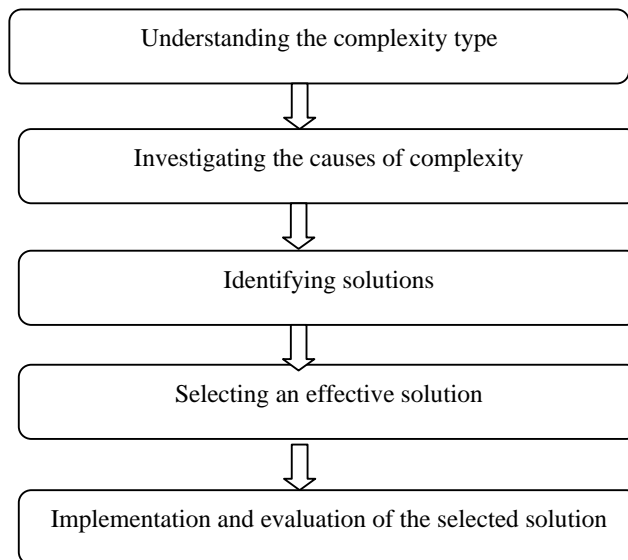 Understanding the complexity type
Investigating the causes of complexity
Identifying solutions
Selecting an effective solution
Implementation and evaluation of the selected solution